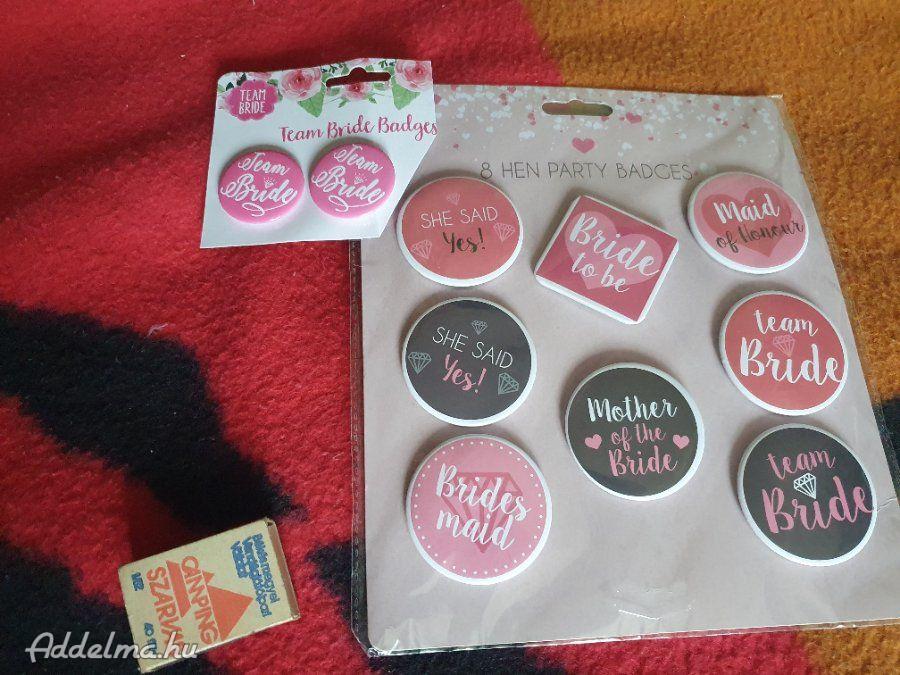 TEAM
BRIDE
Team Bride Badges
Team
Bride
Team
Bride
8 HEN PARTY BADGES
SHE SAID
Yes!
Bride
to be
Maid
of Honour
SHE SAID
Yes!
Mother
of the
Bride
team
Bride
Brides
maid
team
Bride
CAMPING
SZARVAS
Addelma.hu